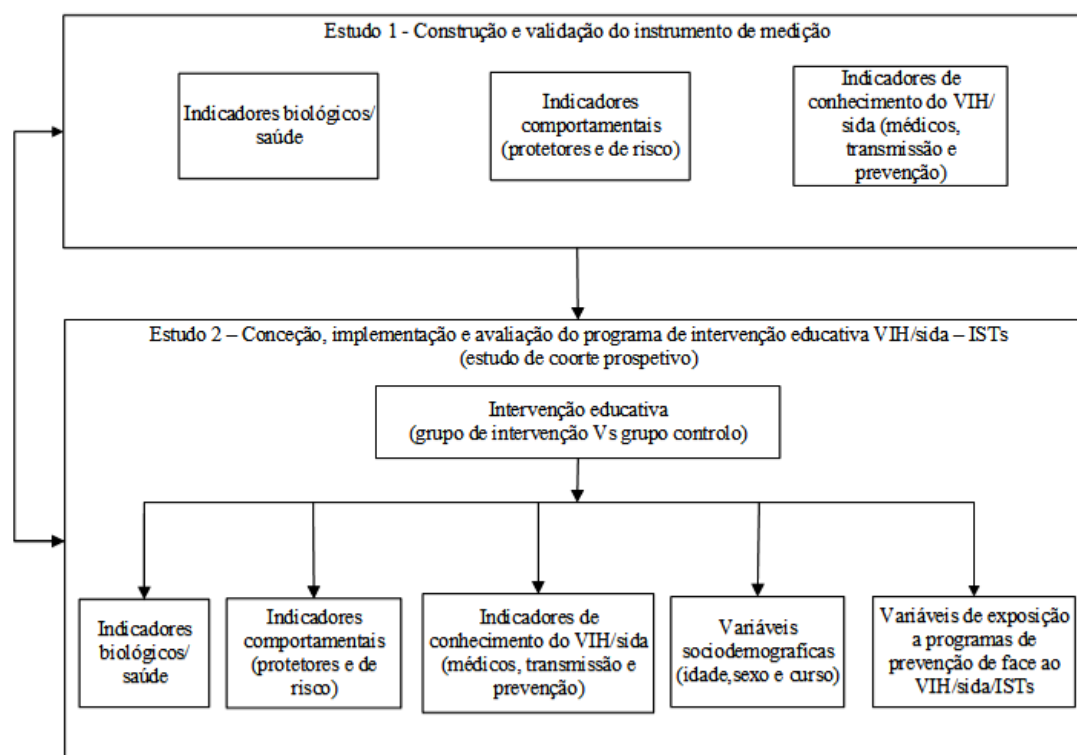 Estudo 1 - Construção e validação do instrumento de medição
Indicadores biológicos/
saúde
Indicadores
comportamentais
(protetores e de risco)
Indicadores de
conhecimento do VIH/
sida (médicos,
transmissão e
prevenção)
Estudo 2 – Conceção, implementação e avaliação do programa de intervenção educativa VIH/sida – ISTs
(estudo de coorte prospetivo)
Intervenção educativa
(grupo de intervenção Vs grupo controlo)
Indicadores
biológicos/
saúde
Indicadores
comportamentais
(protetores e de
risco)
Indicadores de
conhecimento do VIH/sida
(médicos, transmissão e
prevenção)
Variáveis
sociodemograficas
(idade,sexo e curso)
Variáveis de exposição
a programas de
prevenção de face ao
VIH/sida/ISTs